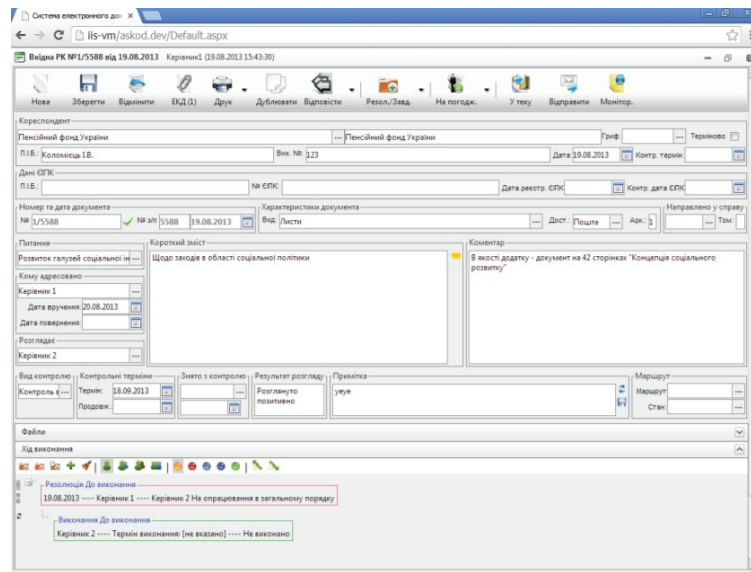 Система електронного док
iis-vm/askod.dev/Default.aspx
Вхідна РК №1/5588 від 19.08.2013 Керівник1 (19.08.2013 15:43:30)
Нова Зберегти Відмінити ЕКД (1) Друк Дублювати Відповісти Резол./Завд. На погодж. У теку Відправити Монітор.
Кореспондент
Пенсійний фонд України ... Пенсійний фонд України Гриф: ... Терміново
П.І.Б.: Коломієць І.В. Вих. №: 123 Дата: 19.08.2013 Контр. термін:
Дані ЄПК
П.І.Б.: № ЄПК: Дата реєстр. ЄПК Контр. дата ЄПК
Номер та дата документа Характеристики документа Направлено у справу
№ 1/5588 № з/п 5588 19.08.2013 Вид: Листи ... Дост.: Пошта ... Арк.: 1 ... Том:
Питання Короткий зміст Коментар
Розвиток галузей соціальної ін ... Щодо заходів в області соціальної політики В якості додатку - документ на 42 сторінках "Концепція соціального
розвитку"
Кому адресовано
Керівник 1 ...
Дата вручення: 20.08.2013
Дата повернення:
Розглядає
Керівник 2 ...
Вид контролю Контрольні терміни Знято з контролю Результат розгляду Примітка Маршрут
Контроль в ... Термін: 18.09.2013 ... Розглянуто yeye Маршрут ...
позитивно
Продовж. Стан: ...
Файли
Хід виконання
Резолюція До виконання
19.08.2013 ---- Керівник 1 ---- Керівник 2 На опрацювання в загальному порядку
Виконання До виконання
Керівник 2 ---- Термін виконання: [не вказано] ---- Не виконано